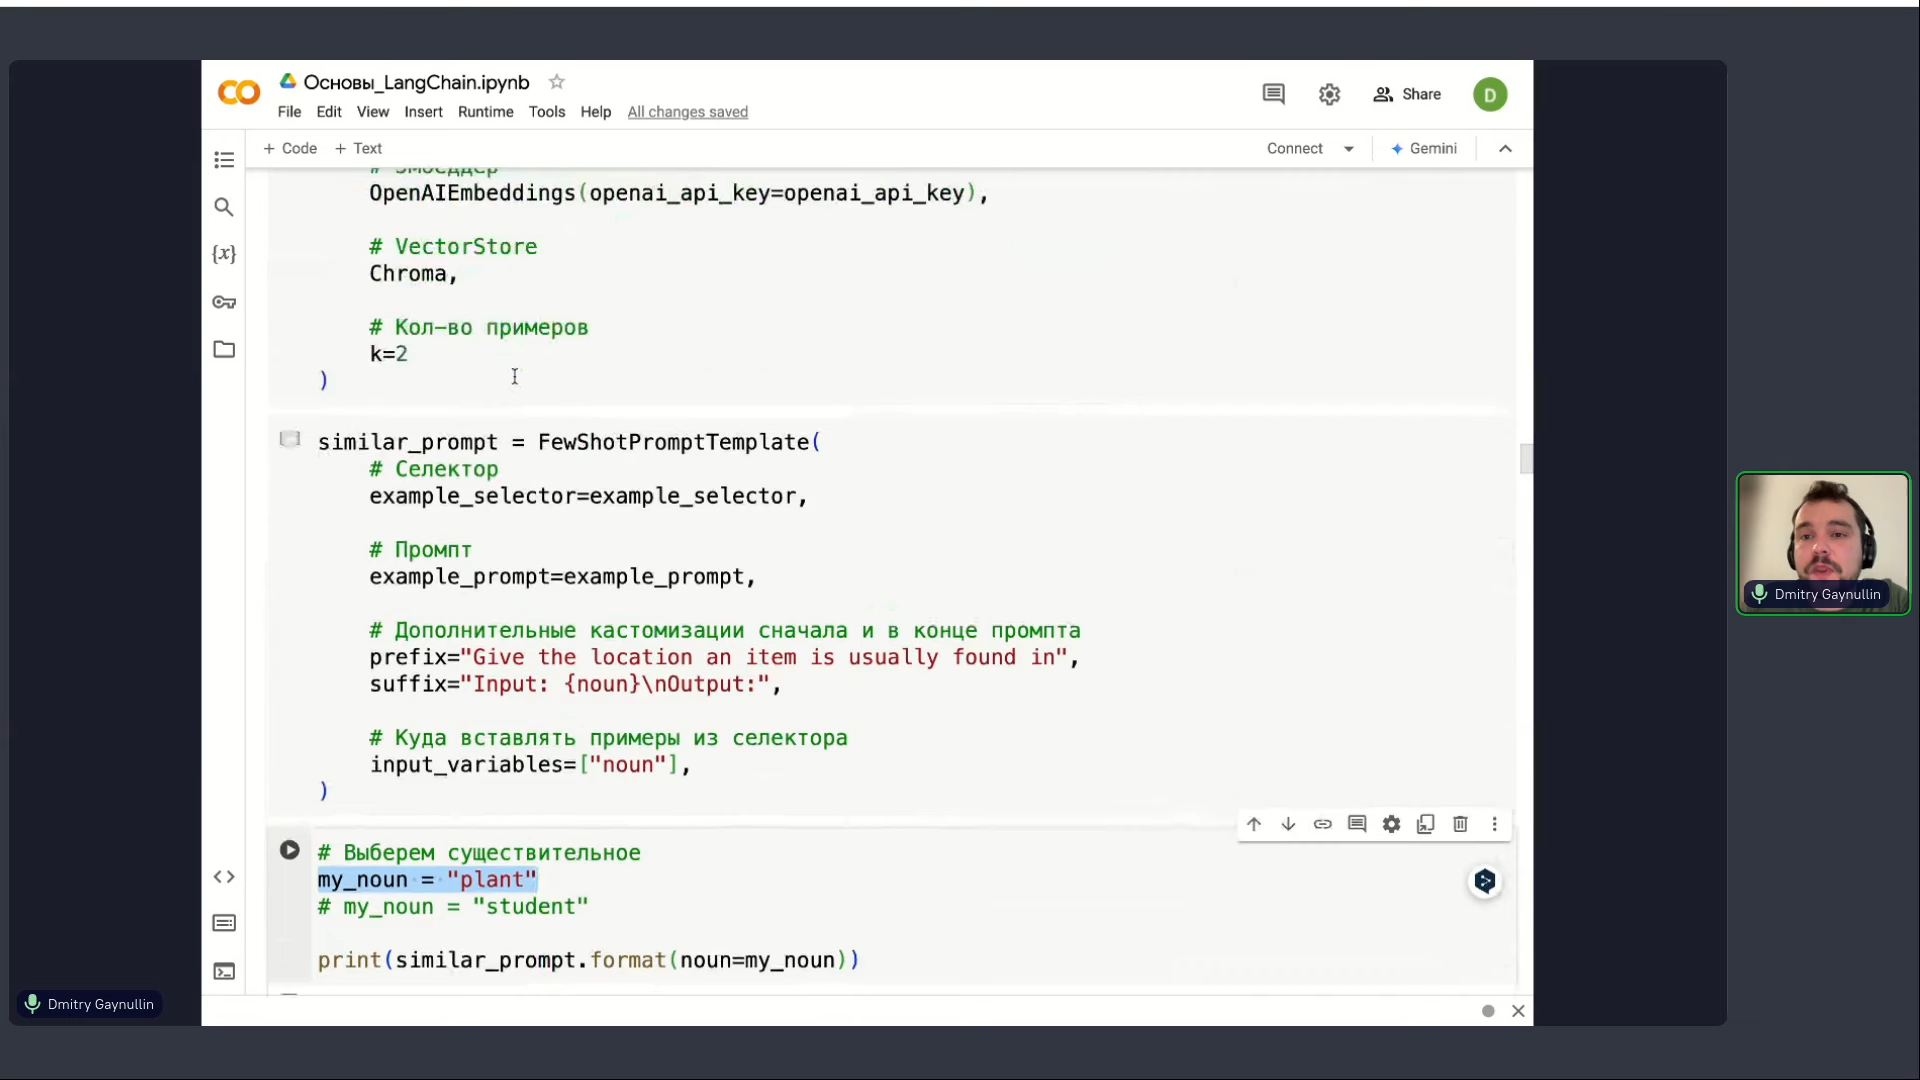 Основы_LangChain.ipynb
File Edit View Insert Runtime Tools Help All changes saved
Share
D
+ Code + Text
Connect
Gemini
# Эмбеддер
OpenAIEmbeddings(openai_api_key=openai_api_key),
# VectorStore
Chroma,
# Кол-во примеров
k=2
)
similar_prompt = FewShotPromptTemplate(
# Селектор
example_selector=example_selector,
# Промпт
example_prompt=example_prompt,
# Дополнительные кастомизации сначала и в конце промпта
prefix="Give the location an item is usually found in",
suffix="Input: {noun}\nOutput:",
# Куда вставлять примеры из селектора
input_variables=["noun"],
)
# Выберем существительное
my_noun = "plant"
# my_noun = "student"
print(similar_prompt.format(noun=my_noun))
Dmitry Gaynullin
Dmitry Gaynullin